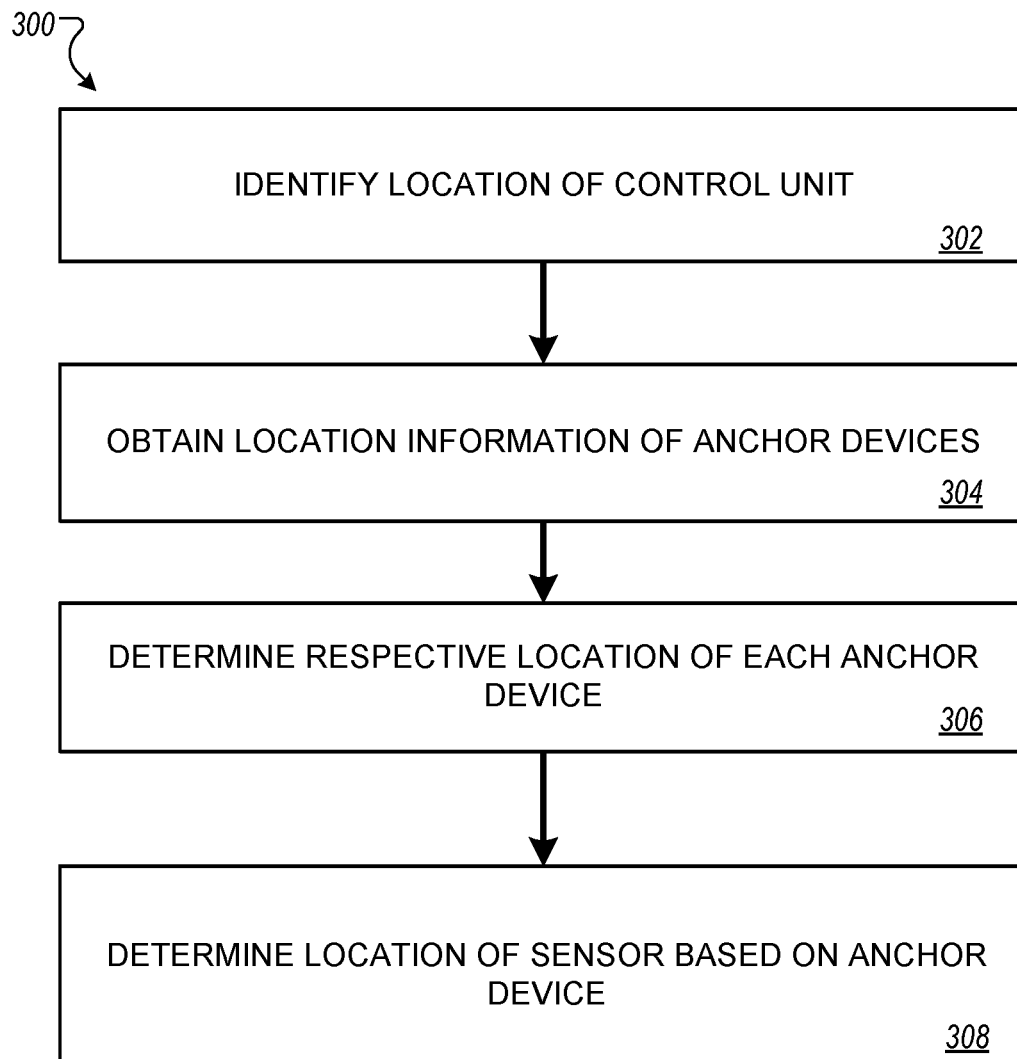 300
IDENTIFY LOCATION OF CONTROL UNIT
302
OBTAIN LOCATION INFORMATION OF ANCHOR DEVICES
304
DETERMINE RESPECTIVE LOCATION OF EACH ANCHOR
DEVICE
306
DETERMINE LOCATION OF SENSOR BASED ON ANCHOR
DEVICE
308